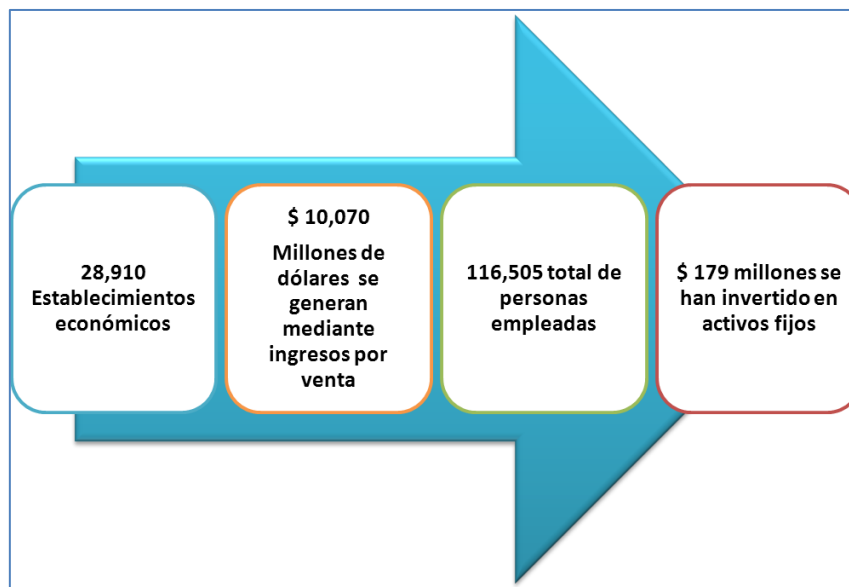 28,910
Establecimientos
económicos
$ 10,070
Millones de
dólares se
generan
mediante
ingresos por
venta
116,505 total de
personas
empleadas
$ 179 millones se
han invertido en
activos fijos